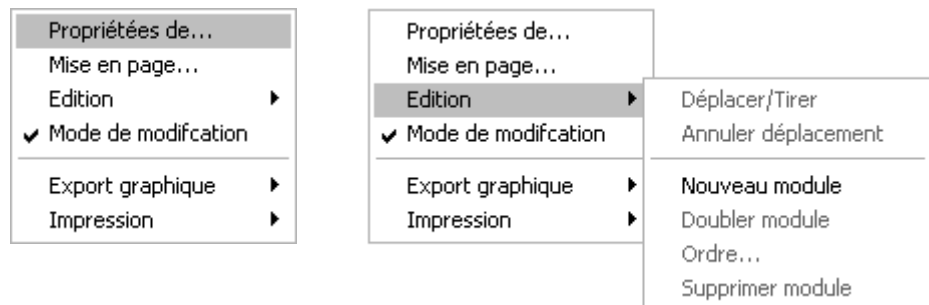 Propriétées de...
Mise en page...
Edition
Mode de modifcation
Export graphique
Impression
Propriétées de...
Mise en page...
Edition
Mode de modifcation
Export graphique
Impression
Déplacer/Tirer
Annuler déplacement
Nouveau module
Doubler module
Ordre...
Supprimer module